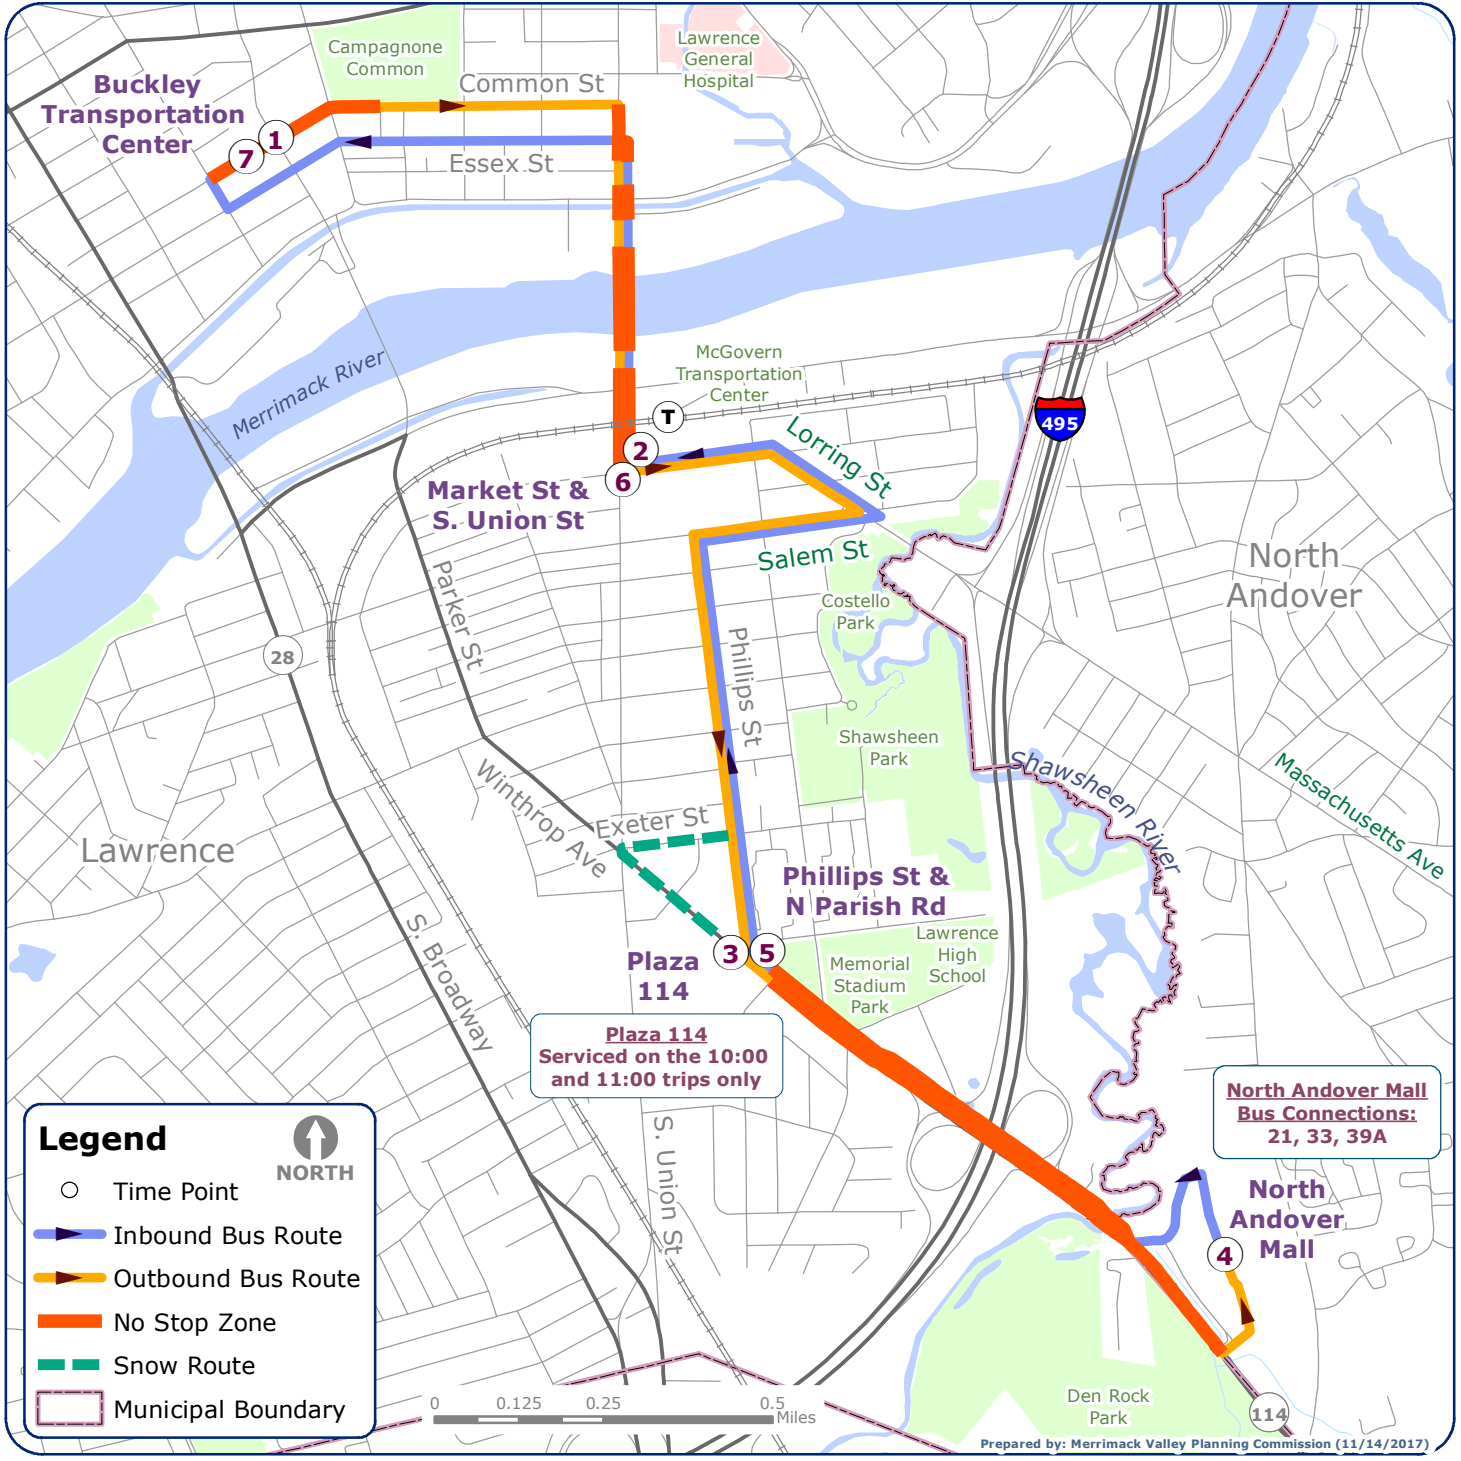 Campagnone
Common
Lawrence
General
Hospital
Buckley
Transportation
Center
Common St
1
7
Essex St
Merrimack River
McGovern
Transportation
Center
T
495
2
6
Lorring St
Market St &
S. Union St
Salem St
North
Andover
Costello
Park
Parker St
28
Phillips St
Shawsheen
Park
Shawsheen River
Massachusetts Ave
Winthrop Ave
Exeter St
Lawrence
Phillips St &
N Parish Rd
S. Broadway
3
5
Plaza
114
Lawrence
High
School
Memorial
Stadium
Park
Plaza 114
Serviced on the 10:00
and 11:00 trips only
North Andover Mall
Bus Connections:
21, 33, 39A
S. Union St
North
Andover
Mall
4
Legend
NORTH
Time Point
Inbound Bus Route
Outbound Bus Route
No Stop Zone
Snow Route
Municipal Boundary
0 0.125 0.25 0.5
Miles
Den Rock
Park
114
Prepared by: Merrimack Valley Planning Commission (11/14/2017)